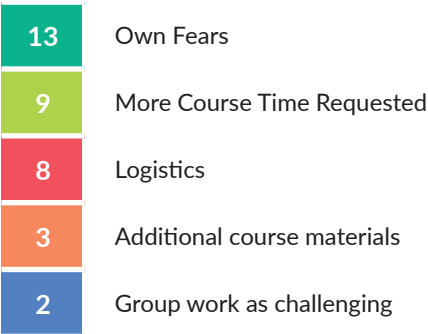 13 Own Fears
9 More Course Time Requested
8 Logistics
3 Additional course materials
2 Group work as challenging